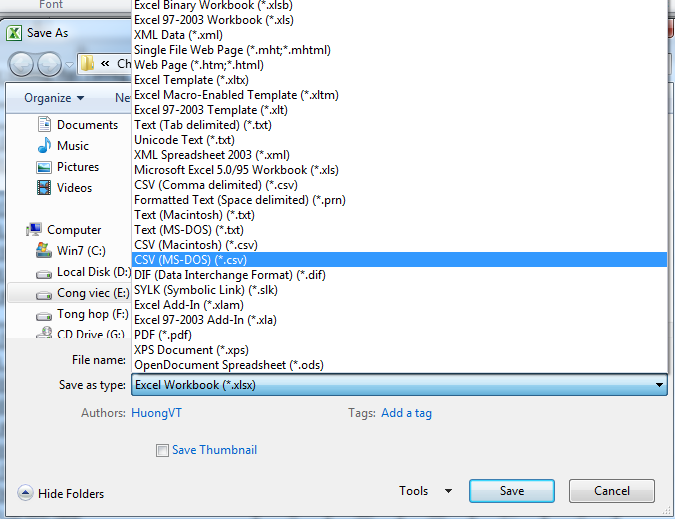 Font
Save As
« Ch
Organize
Ne
Documents
Music
Pictures
Videos
Computer
Win7 (C:)
Local Disk (D:)
Cong viec (E:)
Tong hop (F:)
CD Drive (G:)
Excel Binary Workbook (*.xlsb)
Excel 97-2003 Workbook (*.xls)
XML Data (*.xml)
Single File Web Page (*.mht;*.mhtml)
Web Page (*.htm;*.html)
Excel Template (*.xltx)
Excel Macro-Enabled Template (*.xltm)
Excel 97-2003 Template (*.xlt)
Text (Tab delimited) (*.txt)
Unicode Text (*.txt)
XML Spreadsheet 2003 (*.xml)
Microsoft Excel 5.0/95 Workbook (*.xls)
CSV (Comma delimited) (*.csv)
Formatted Text (Space delimited) (*.prn)
Text (Macintosh) (*.txt)
Text (MS-DOS) (*.txt)
CSV (Macintosh) (*.csv)
CSV (MS-DOS) (*.csv)
DIF (Data Interchange Format) (*.dif)
SYLK (Symbolic Link) (*.slk)
Excel Add-In (*.xlam)
Excel 97-2003 Add-In (*.xla)
PDF (*.pdf)
XPS Document (*.xps)
OpenDocument Spreadsheet (*.ods)
File name:
Save as type: Excel Workbook (*.xlsx)
Authors: HuongVT Tags: Add a tag
Save Thumbnail
Hide Folders Tools Save Cancel